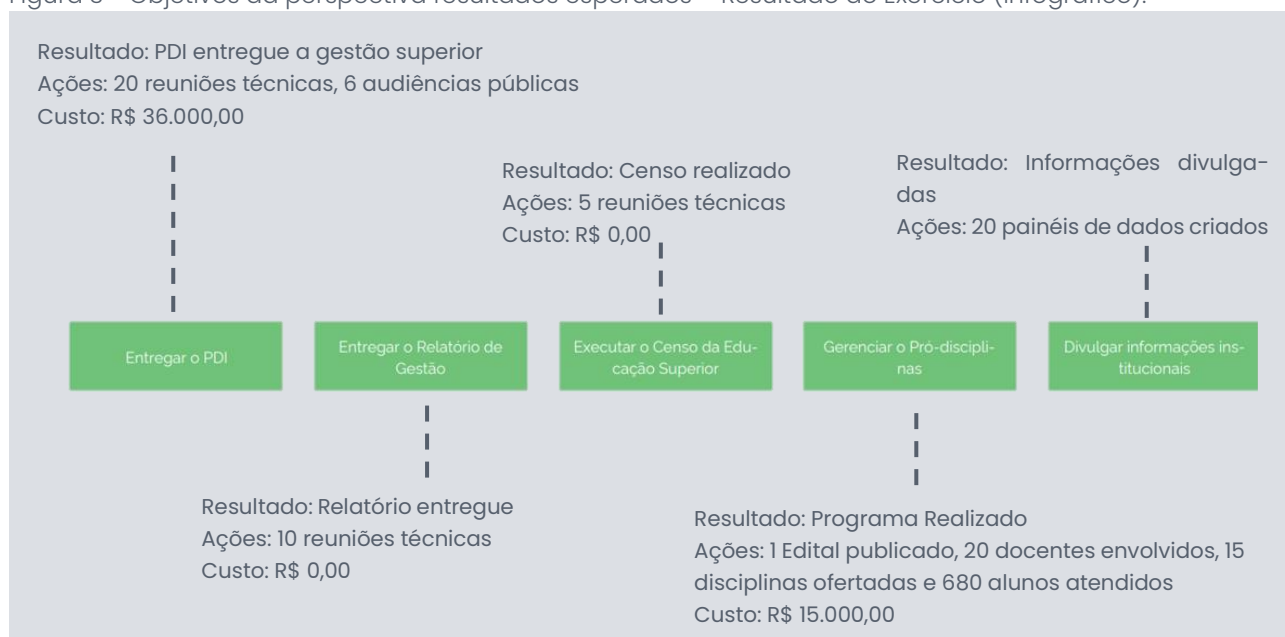 Resultado: PDI entregue a gestão superior
Ações: 20 reuniões técnicas, 6 audiências públicas
Custo: R$ 36.000,00
Resultado: Censo realizado
Ações: 5 reuniões técnicas
Custo: R$ 0,00
Resultado: Informações divulga-
das
Ações: 20 painéis de dados criados
Entregar o PDI
Entregar o Relatório de
Gestão
Executar o Censo da Edu-
cação Superior
Gerenciar o Pró-discipli-
nas
Divulgar informações ins-
titucionais
Resultado: Relatório entregue
Ações: 10 reuniões técnicas
Custo: R$ 0,00
Resultado: Programa Realizado
Ações: 1 Edital publicado, 20 docentes envolvidos, 15
disciplinas ofertadas e 680 alunos atendidos
Custo: R$ 15.000,00